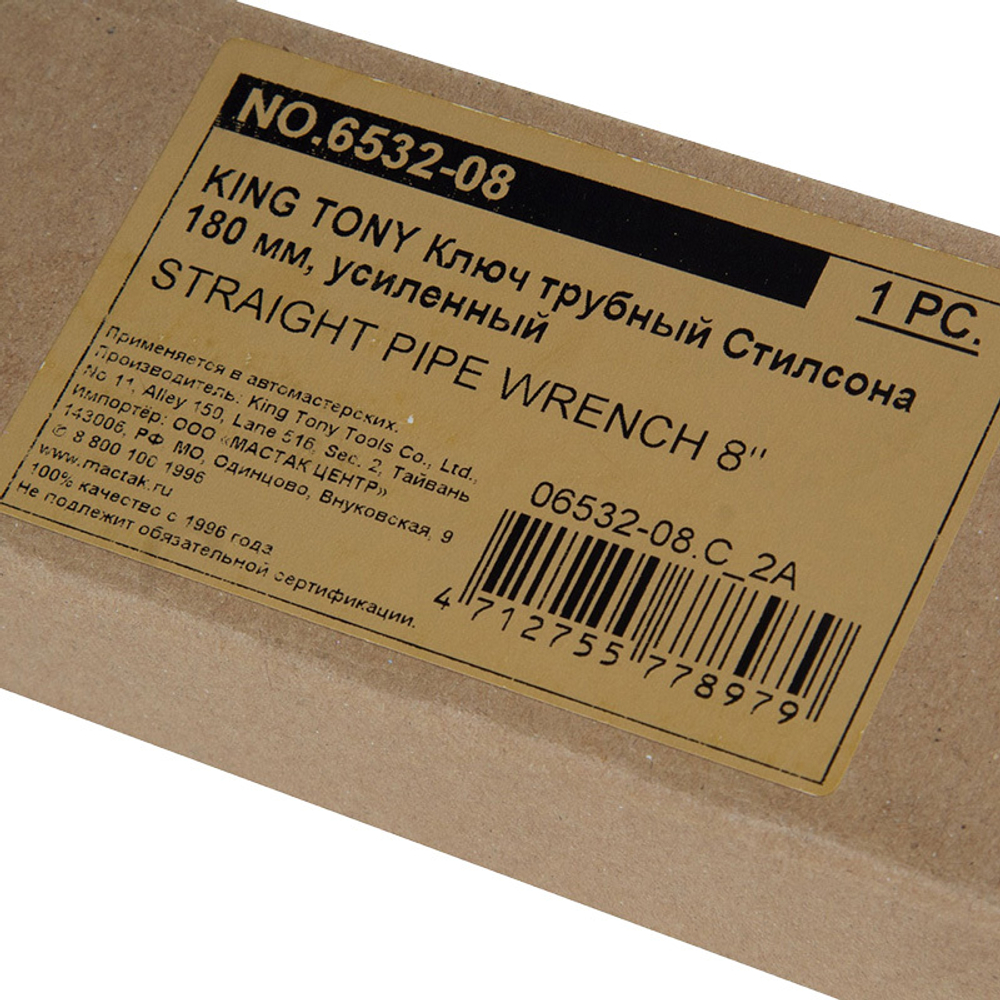 NO.6532-08
1 PC.
KING TONY Ключ трубный Стилсона
180 мм, усиленный
STRAIGHT PIPE WRENCH 8"
Применяется в автомастерских.
Производитель: King Tony Tools Co., Ltd.,
No 11, Alley 150, Lane 516, Sec. 2, Тайвань
Импортёр: ООО «МАСТАК ЦЕНТР»
143006, РФ МО, Одинцово, Внуковская, 9
✆ 8 800 100 1996
www.mactak.ru
100% качество с 1996 года
Не подлежит обязательной сертификации.
06532-08.C_2A
4 712755 778979